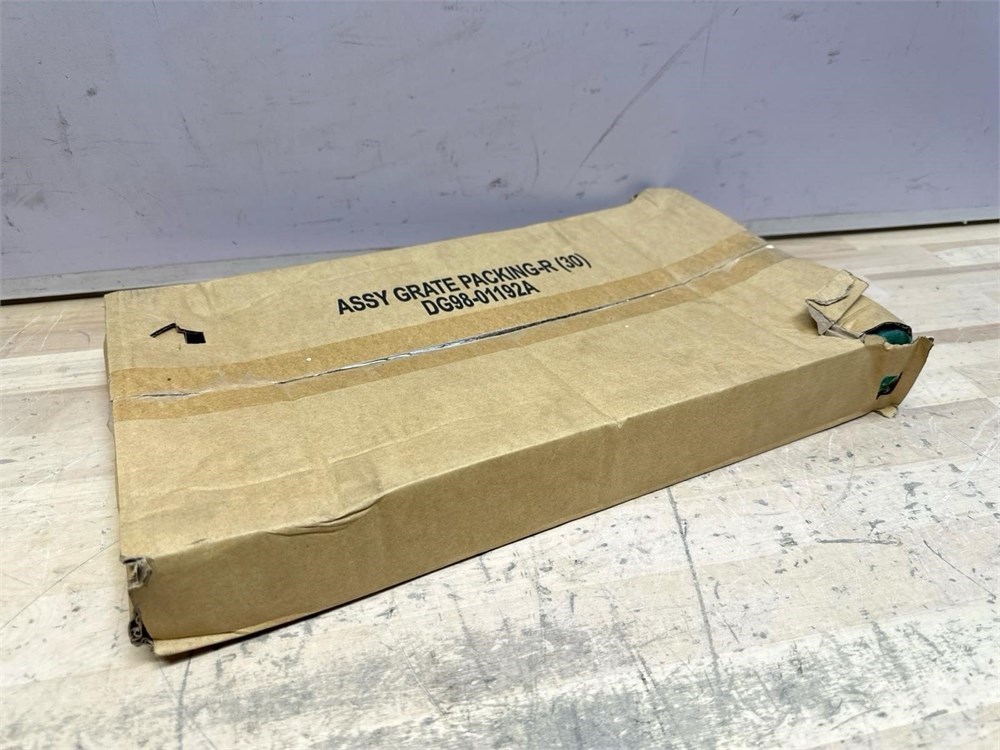 ASSY GRATE PACKING-R (30)
DG98-01192A